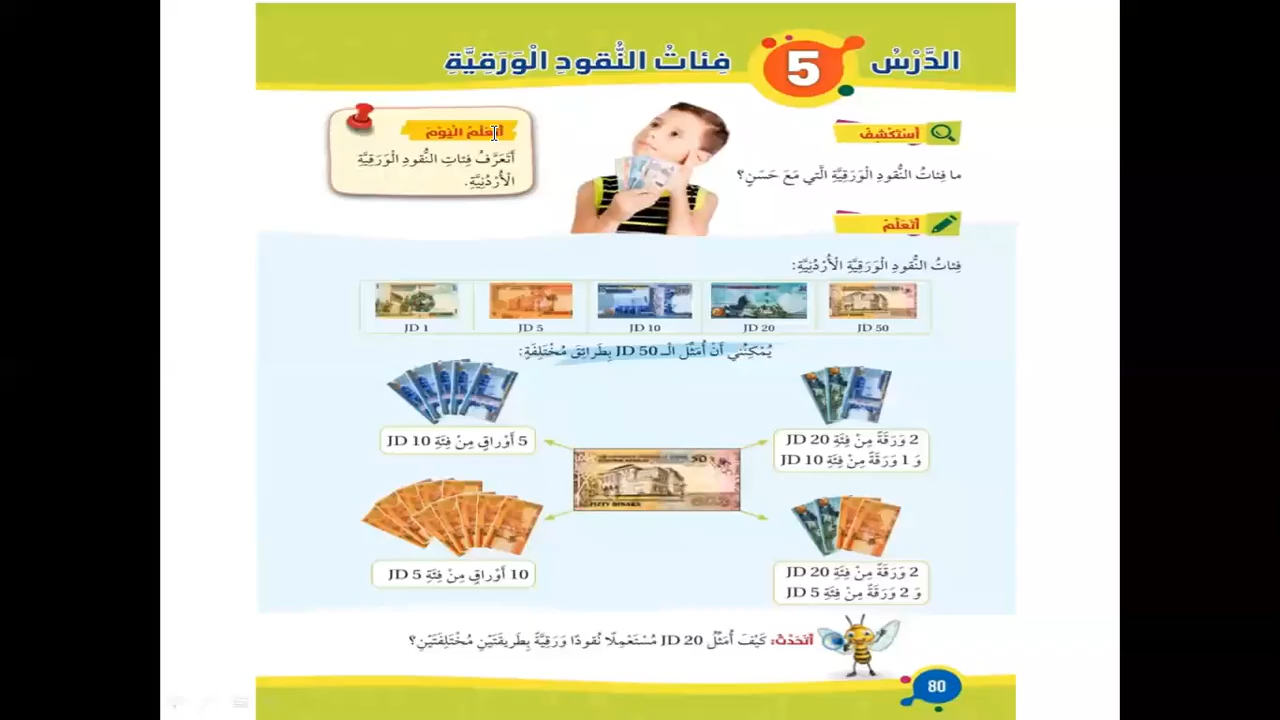 الدَّرْسُ 5 فِئاتُ النُّقودِ الْوَرَقِيَّةِ
أَسْتَكْشِفُ
ما فِئاتُ النُّقودِ الْوَرَقِيَّةِ الَّتي مَعَ حَسَنٍ؟
أَتَعَلَّمُ الْيَوْمَ
أَتَعَرَّفُ فِئاتِ النُّقودِ الْوَرَقِيَّةِ
الْأُرْدُنِيَّةِ.
أَتَعَلَّمُ
فِئاتُ النُّقودِ الْوَرَقِيَّةِ الْأُرْدُنِيَّةِ:
JD 50
JD 20
JD 10
JD 5
JD 1
يُمْكِنُني أَنْ أُمَثِّلَ الْـ JD 50 بِطَرائِقَ مُخْتَلِفَةٍ:
2 وَرَقَةً مِنْ فِئَةِ JD 20
وَ 1 وَرَقَةً مِنْ فِئَةِ JD 10
5 أَوْراقٍ مِنْ فِئَةِ JD 10
50
FIFTY DINARS
2 وَرَقَةً مِنْ فِئَةِ JD 20
وَ 2 وَرَقَةً مِنْ فِئَةِ JD 5
10 أَوْراقٍ مِنْ فِئَةِ JD 5
أَتَحَدَّثُ: كَيْفَ أُمَثِّلُ JD 20 مُسْتَعْمِلًا نُقودًا وَرَقِيَّةً بِطَريقَتَيْنِ مُخْتَلِفَتَيْنِ؟
80